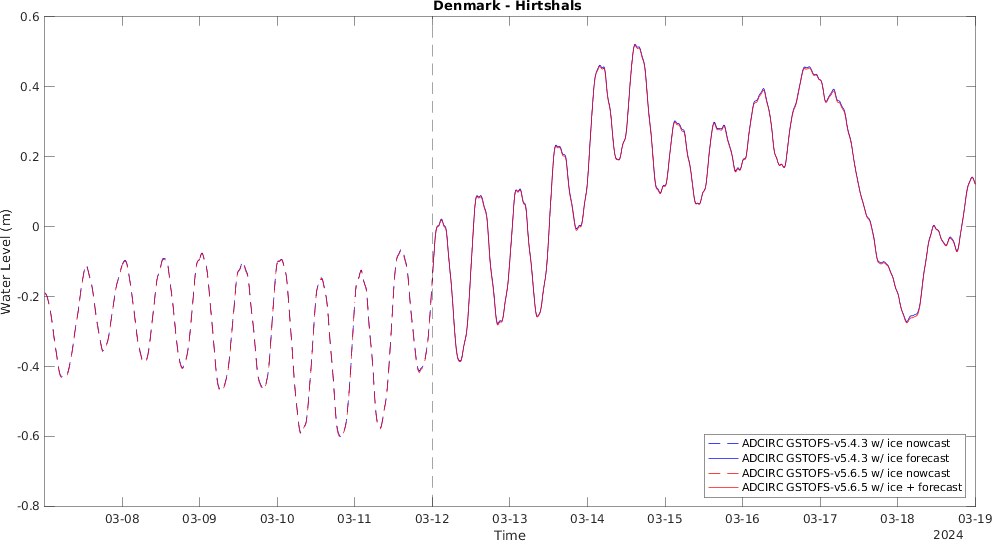 Denmark - Hirtshals
0.6
0.4
0.2
0
-0.2
-0.4
-0.6
-0.8
Water Level (m)
ADCIRC GSTOFS-v5.4.3 w/ ice nowcast
ADCIRC GSTOFS-v5.4.3 w/ ice forecast
ADCIRC GSTOFS-v5.6.5 w/ ice nowcast
ADCIRC GSTOFS-v5.6.5 w/ ice + forecast
03-08 03-09 03-10 03-11 03-12 03-13 03-14 03-15 03-16 03-17 03-18 03-19
Time
2024